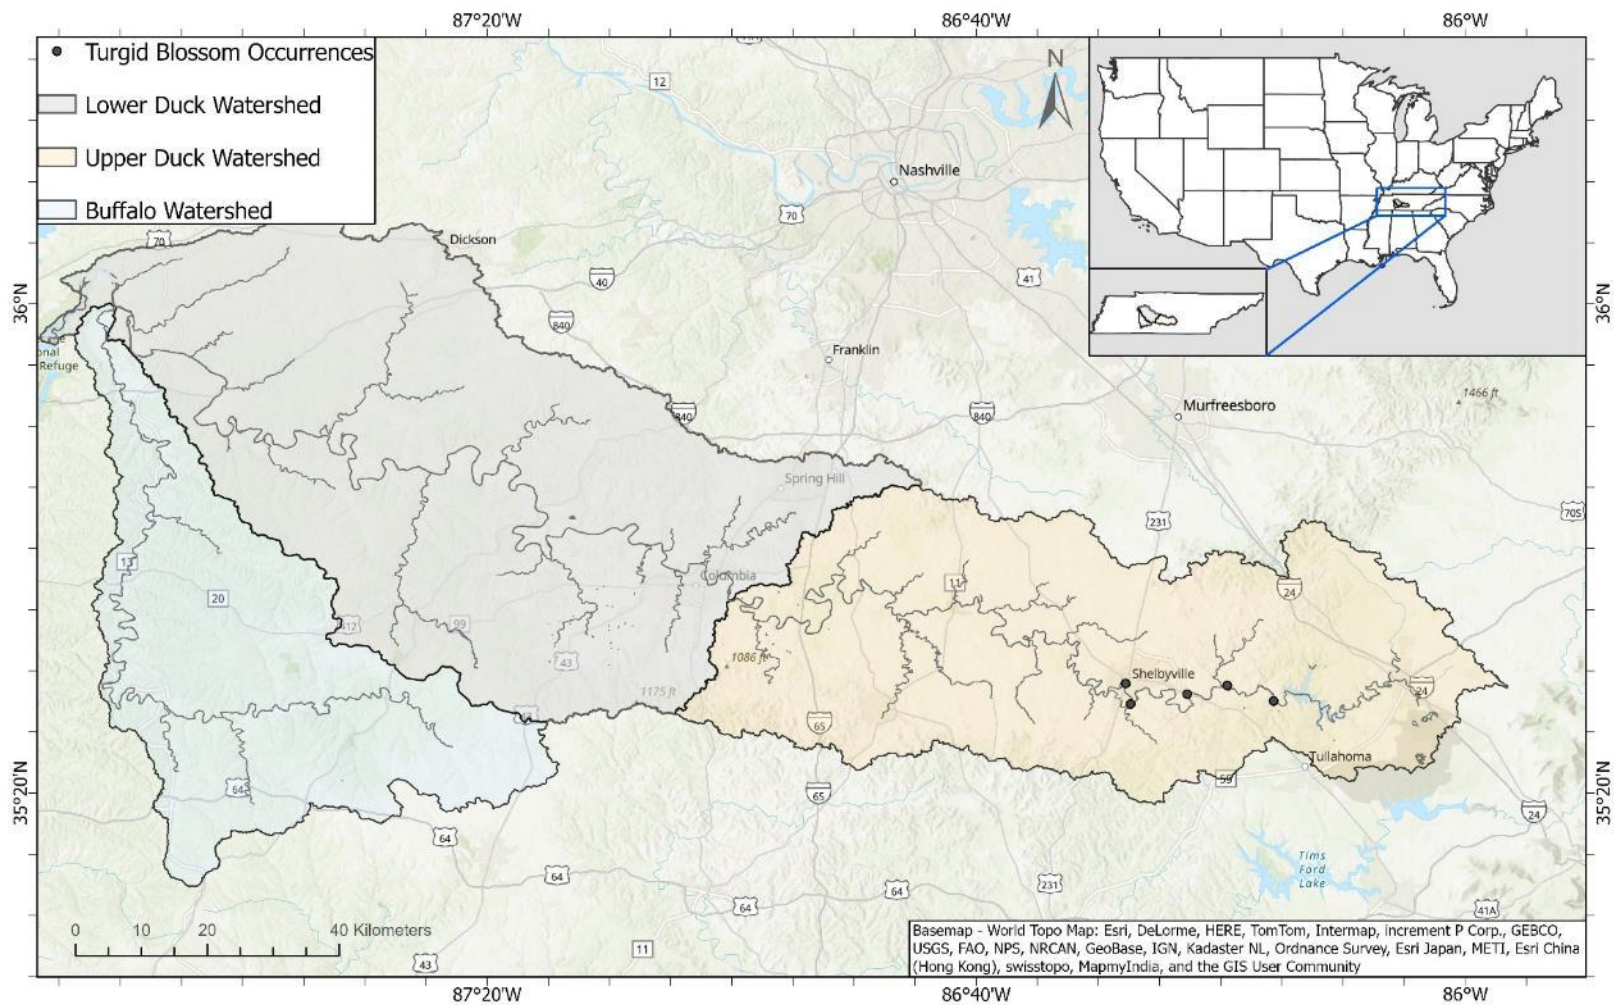 87°20'W
86°40'W
86°W
Turgid Blossom Occurrences
Lower Duck Watershed
Upper Duck Watershed
Buffalo Watershed
N
12
Nashville
70
70
Dickson
40
41
36°N
36°N
840
onal
Refuge
Franklin
840
840
1466 ft
Murfreesboro
Spring Hill
70S
231
13
Columbia
11
24
20
412
99
43
1086 ft
1175 ft
Shelbyville
24
65
Tullahoma
55
35°20'N
35°20'N
64
65
24
64
64
64
64
231
Tims
Ford
Lake
41A
0 10 20 40 Kilometers
11
43
Basemap - World Topo Map: Esri, DeLorme, HERE, TomTom, Intermap, increment P Corp., GEBCO,
USGS, FAO, NPS, NRCAN, GeoBase, IGN, Kadaster NL, Ordnance Survey, Esri Japan, METI, Esri China
(Hong Kong), swisstopo, MapmyIndia, and the GIS User Community
87°20'W
86°40'W
86°W